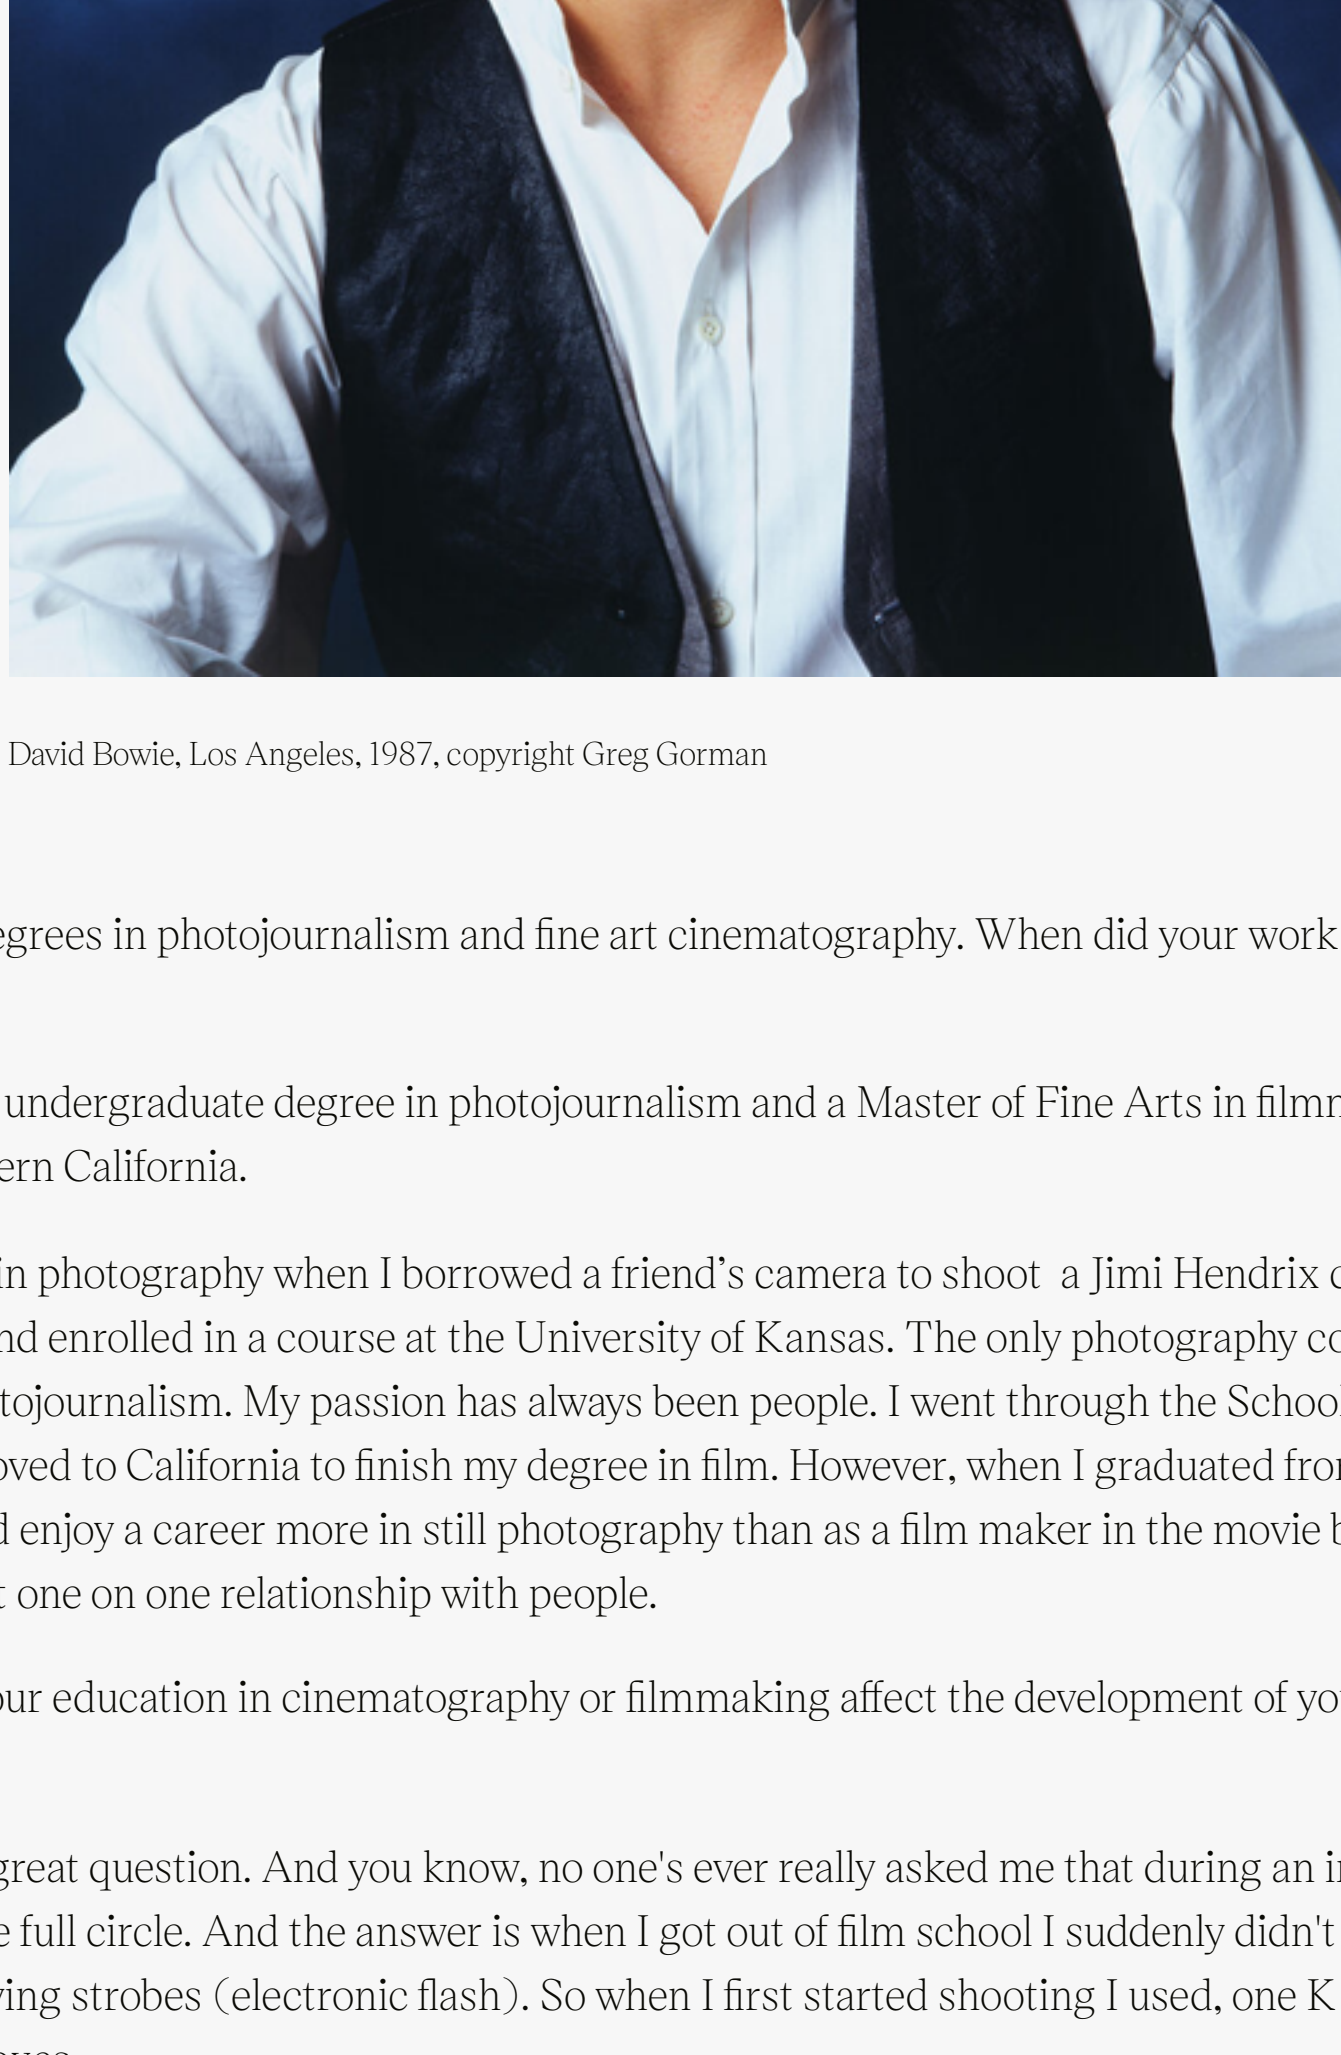 David Bowie, Los Angeles, 1987, copyright Greg Gorman
egrees in photojournalism and fine art cinematography. When did your work
undergraduate degree in photojournalism and a Master of Fine Arts in filmm
ern California.
in photography when I borrowed a friend’s camera to shoot  a Jimi Hendrix c
nd enrolled in a course at the University of Kansas. The only photography co
tojournalism. My passion has always been people. I went through the School
oved to California to finish my degree in film. However, when I graduated fro
d enjoy a career more in still photography than as a film maker in the movie b
t one on one relationship with people.
our education in cinematography or filmmaking affect the development of yo
great question. And you know, no one's ever really asked me that during an i
e full circle. And the answer is when I got out of film school I suddenly didn't
ying strobes (electronic flash). So when I first started shooting I used, one K